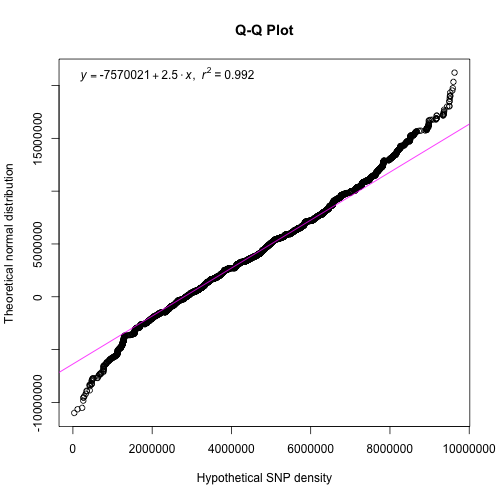 Q-Q Plot
y = -7570021 + 2.5 · x, r² = 0.992
Theoretical normal distribution
15000000
5000000
0
-10000000
0 2000000 4000000 6000000 8000000 10000000
Hypothetical SNP density